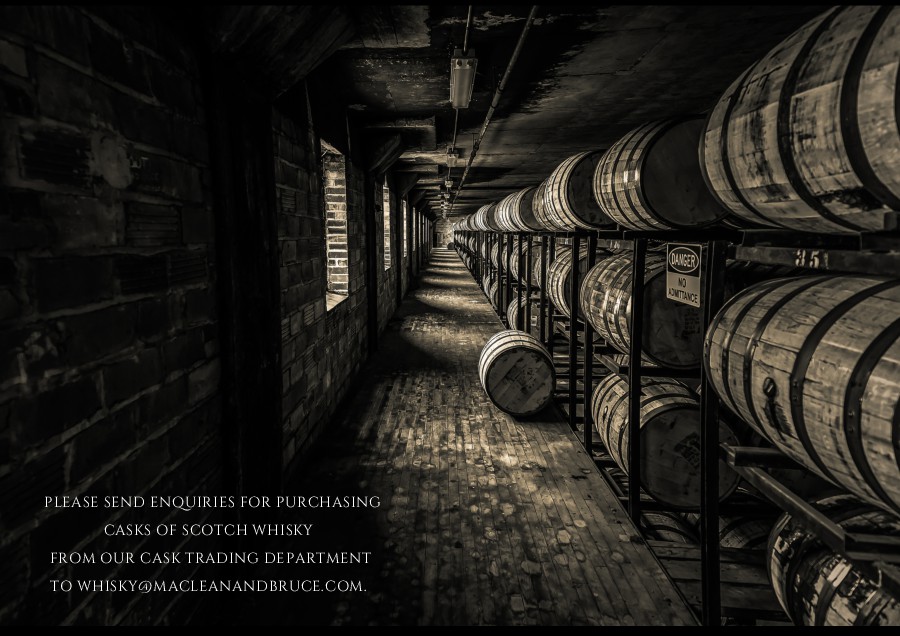 DANGER
NO
ADMITTANCE
PLEASE SEND ENQUIRIES FOR PURCHASING
CASKS OF SCOTCH WHISKY
FROM OUR CASK TRADING DEPARTMENT
TO WHISKY@MACLEANANDBRUCE.COM.